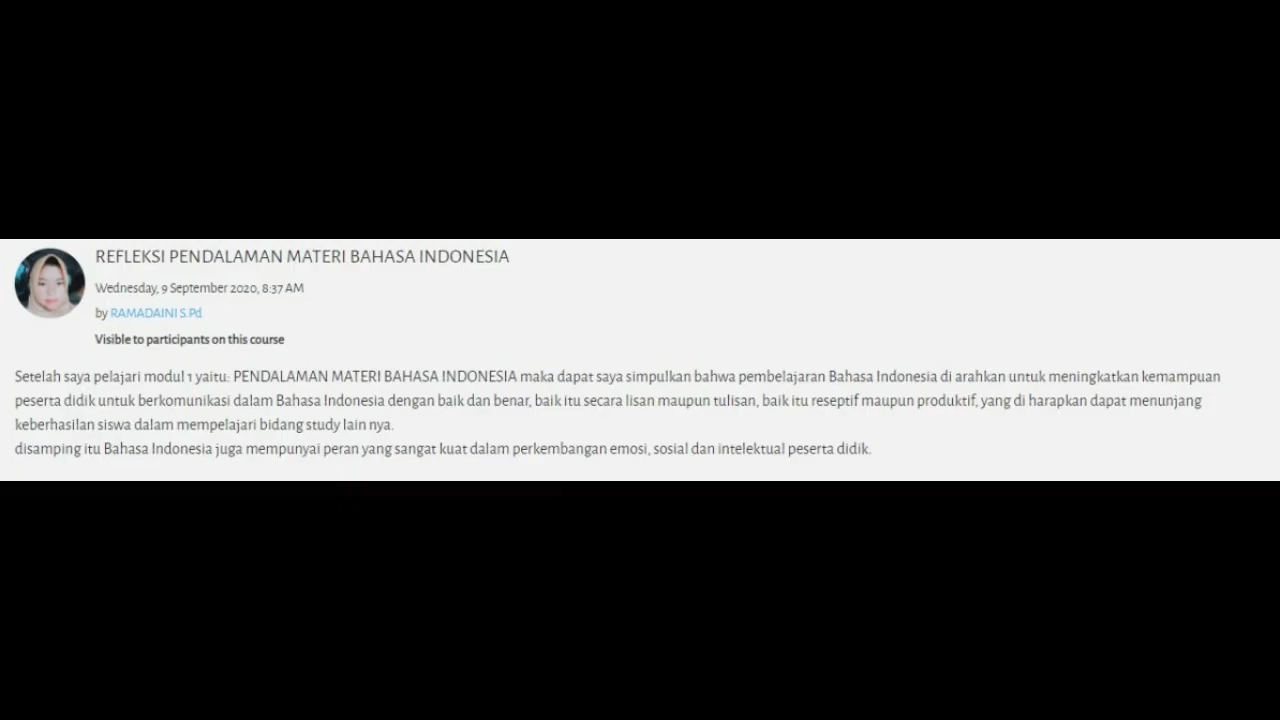 REFLEKSI PENDALAMAN MATERI BAHASA INDONESIA
Wednesday, 9 September 2020, 8:37 AM
by RAMADAINI S.Pd
Visible to participants on this course
Setelah saya pelajari modul 1 yaitu: PENDALAMAN MATERI BAHASA INDONESIA maka dapat saya simpulkan bahwa pembelajaran Bahasa Indonesia di arahkan untuk meningkatkan kemampuan
peserta didik untuk berkomunikasi dalam Bahasa Indonesia dengan baik dan benar, baik itu secara lisan maupun tulisan, baik itu reseptif maupun produktif, yang di harapkan dapat menunjang
keberhasilan siswa dalam mempelajari bidang study lain nya.
disamping itu Bahasa Indonesia juga mempunyai peran yang sangat kuat dalam perkembangan emosi, sosial dan intelektual peserta didik.